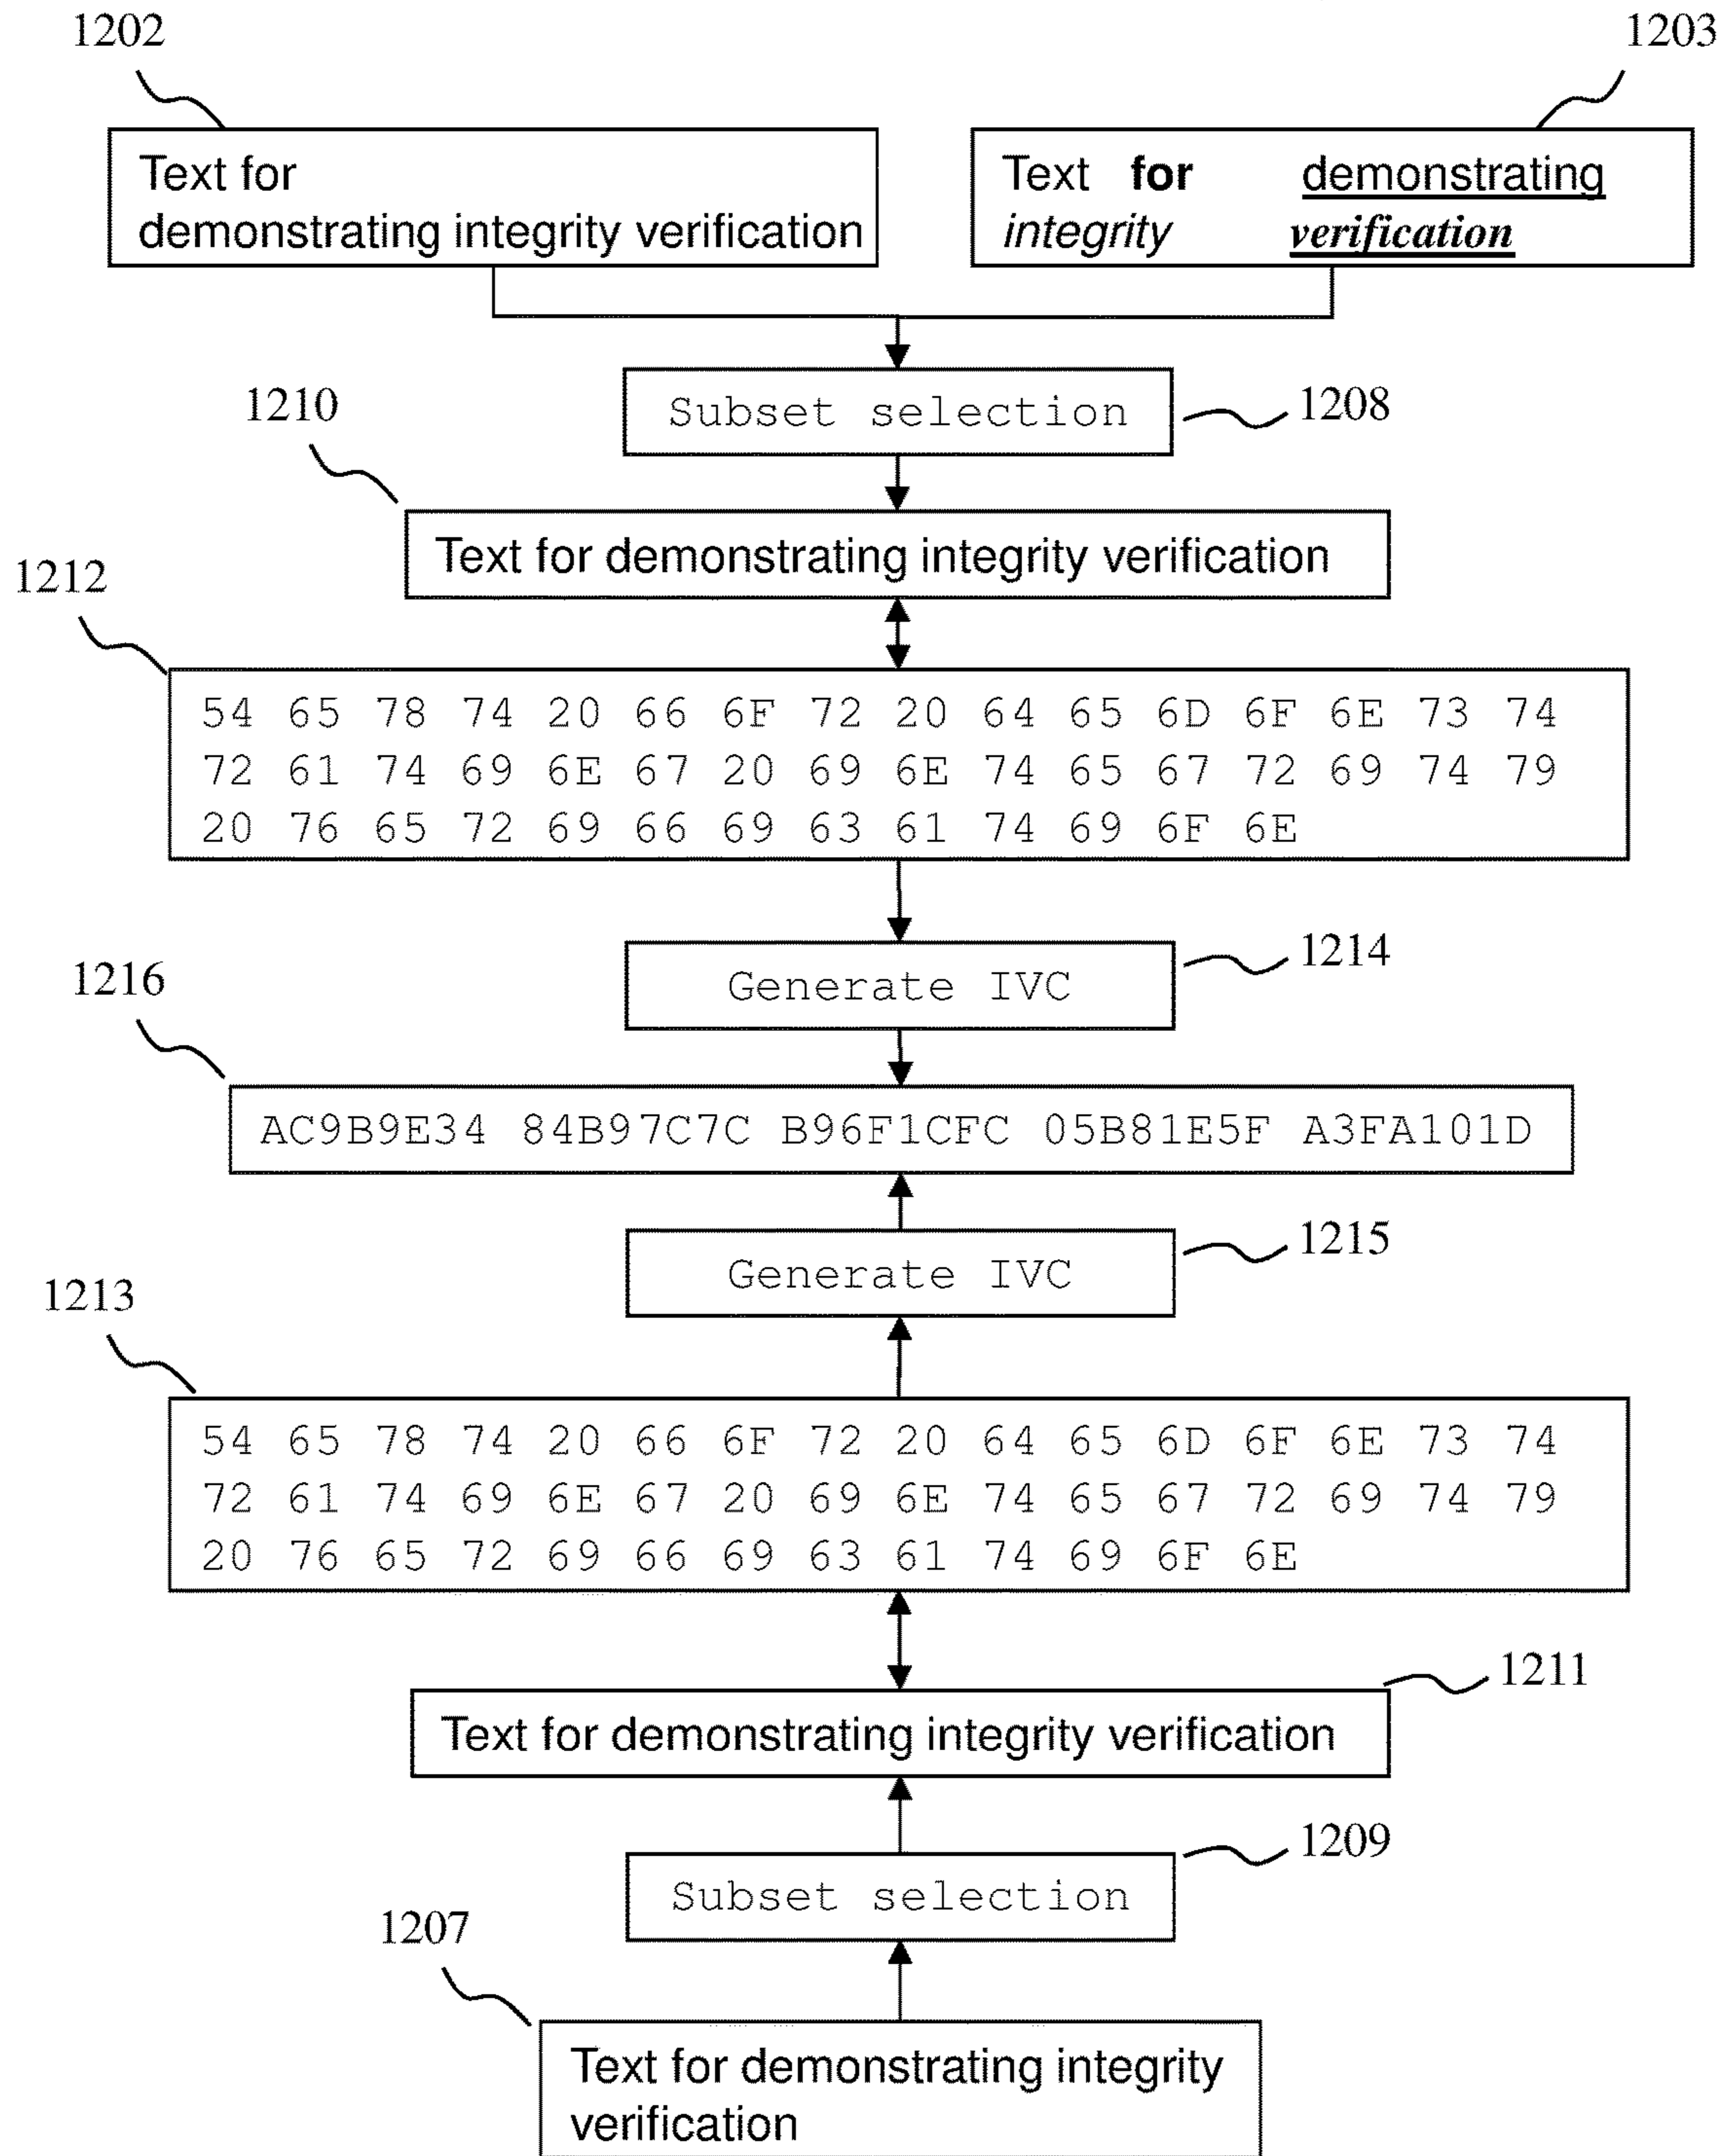 1202
1203
Text for
demonstrating integrity verification
Text for demonstrating
integrity verification
Subset selection
1208
1210
Text for demonstrating integrity verification
1212
54 65 78 74 20 66 6F 72 20 64 65 6D 6F 6E 73 74
72 61 74 69 6E 67 20 69 6E 74 65 67 72 69 74 79
20 76 65 72 69 66 69 63 61 74 69 6F 6E
1214
Generate IVC
1216
AC9B9E34 84B97C7C B96F1CFC 05B81E5F A3FA101D
1215
Generate IVC
1213
54 65 78 74 20 66 6F 72 20 64 65 6D 6F 6E 73 74
72 61 74 69 6E 67 20 69 6E 74 65 67 72 69 74 79
20 76 65 72 69 66 69 63 61 74 69 6F 6E
1211
Text for demonstrating integrity verification
1209
Subset selection
1207
Text for demonstrating integrity
verification